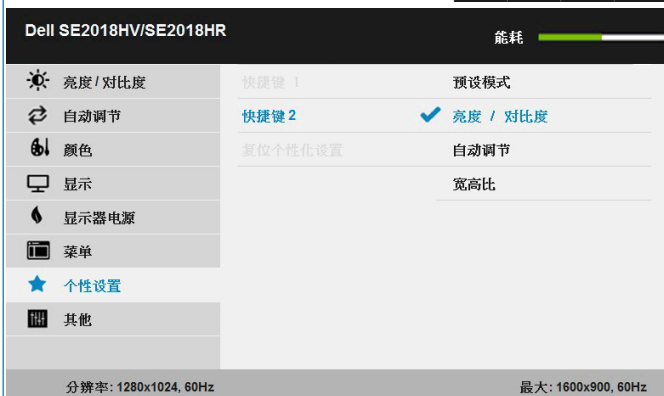 Dell SE2018HV/SE2018HR
能耗
亮度/对比度
快捷键 1
预设模式
自动调节
快捷键 2
亮度 / 对比度
颜色
复位个性化设置
自动调节
显示
宽高比
显示器电源
菜单
个性设置
其他
分辨率: 1280x1024, 60Hz
最大: 1600x900, 60Hz